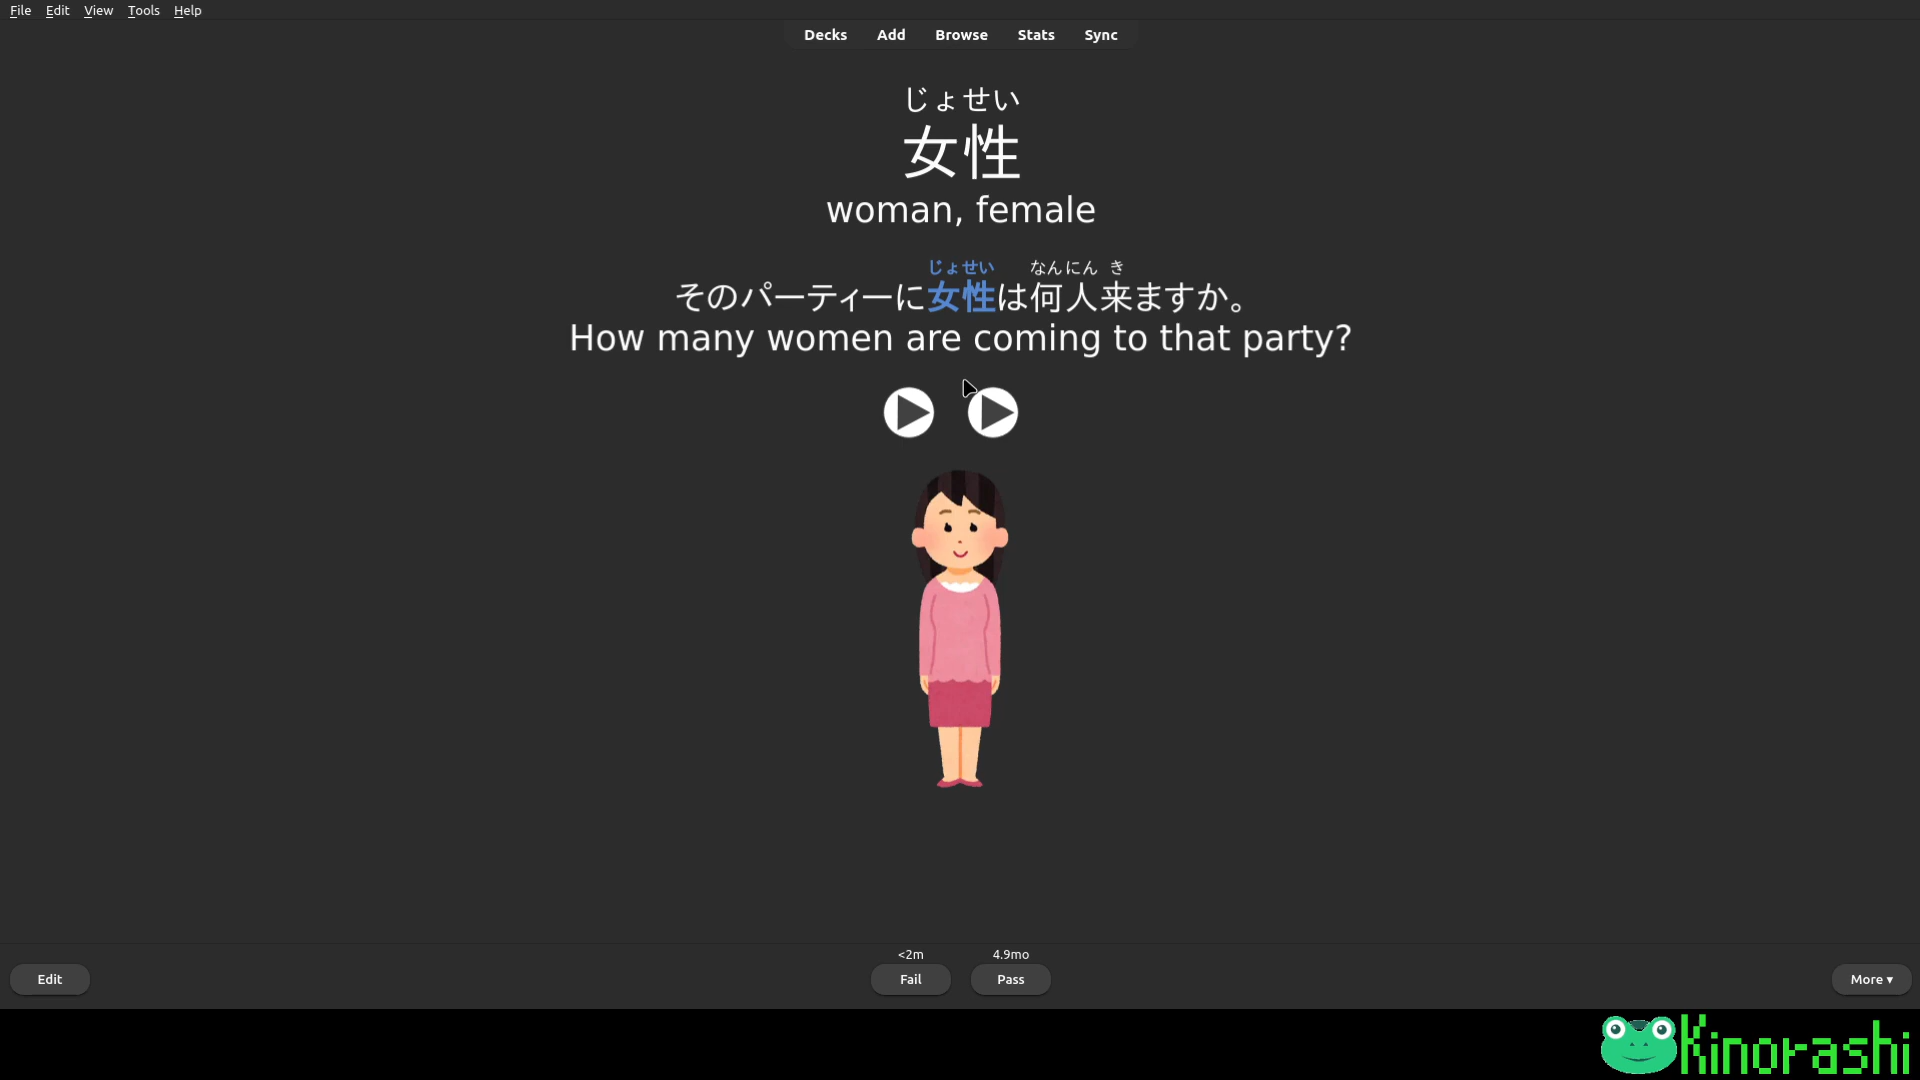 File Edit View Tools Help
Decks Add Browse Stats Sync
じょせい
女性
woman, female
じょせい なんにん き
そのパーティーに女性は何人来ますか。
How many women are coming to that party?
<2m 4.9mo
Edit Fail Pass More ▾
Kinorashi